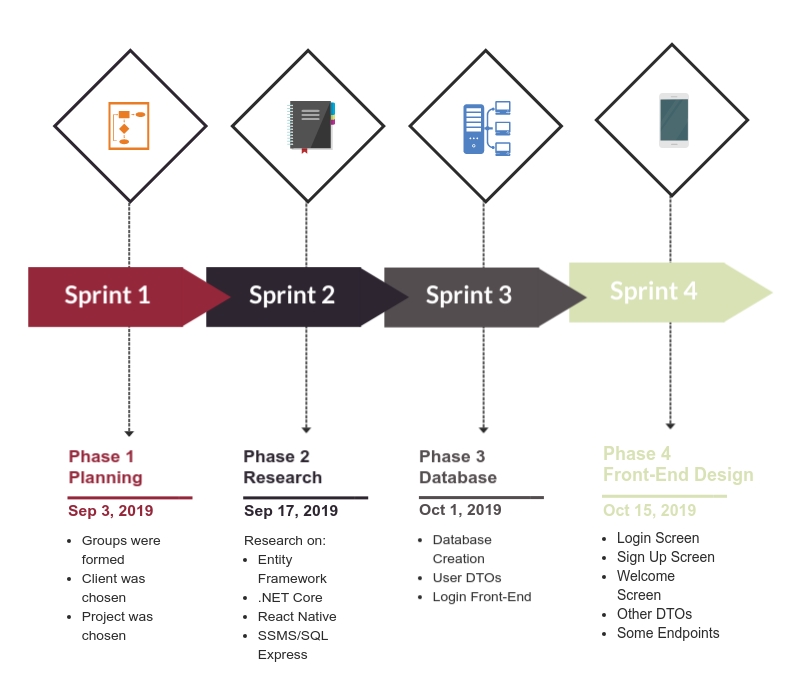 Sprint 1
Sprint 2
Sprint 3
Sprint 4
Phase 1
Planning
Sep 3, 2019
Groups were
formed
Client was
chosen
Project was
chosen
Phase 2
Research
Sep 17, 2019
Research on:
Entity
Framework
.NET Core
React Native
SSMS/SQL
Express
Phase 3
Database
Oct 1, 2019
Database
Creation
User DTOs
Login Front-End
Phase 4
Front-End Design
Oct 15, 2019
Login Screen
Sign Up Screen
Welcome
Screen
Other DTOs
Some Endpoints